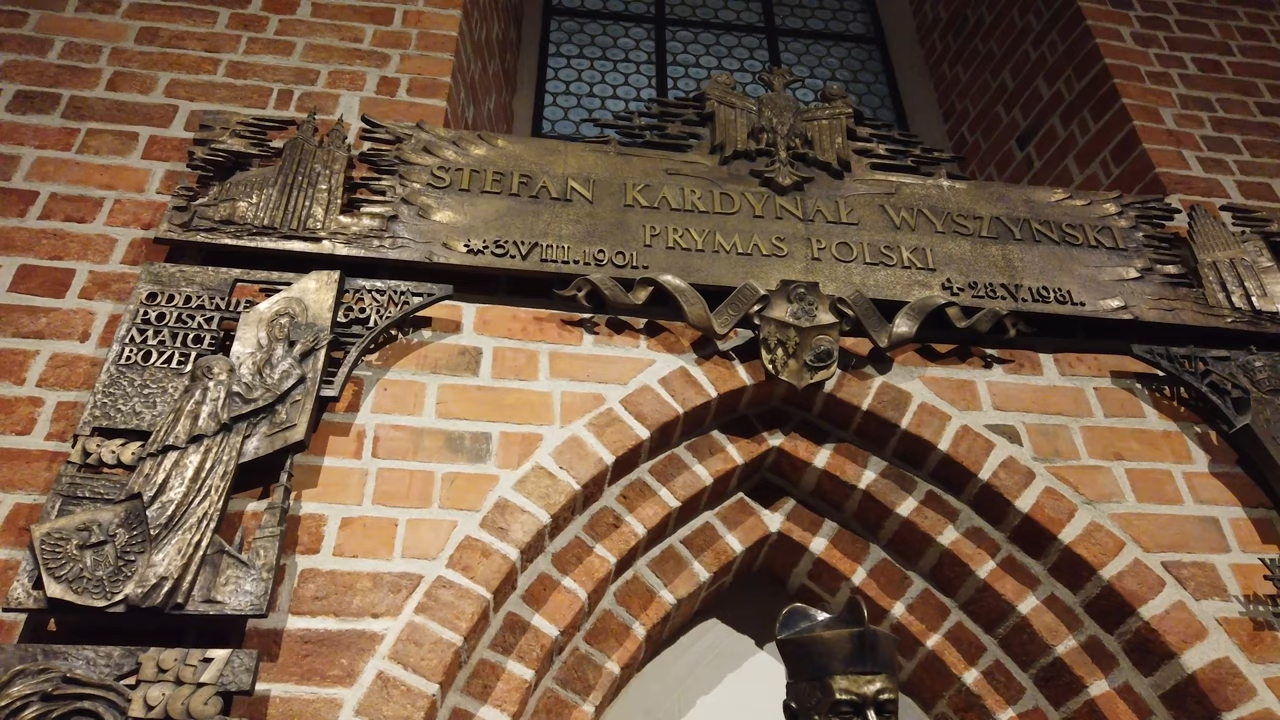 STEFAN KARDYNAŁ WYSZYŃSKI
PRYMAS POLSKI
*3.VIII.1901.
28.V.1981.
SOLI
ODDANIE
POLSKI
MATCE
BOŻEJ
JASNA
GÓRA
1966
1957
1966